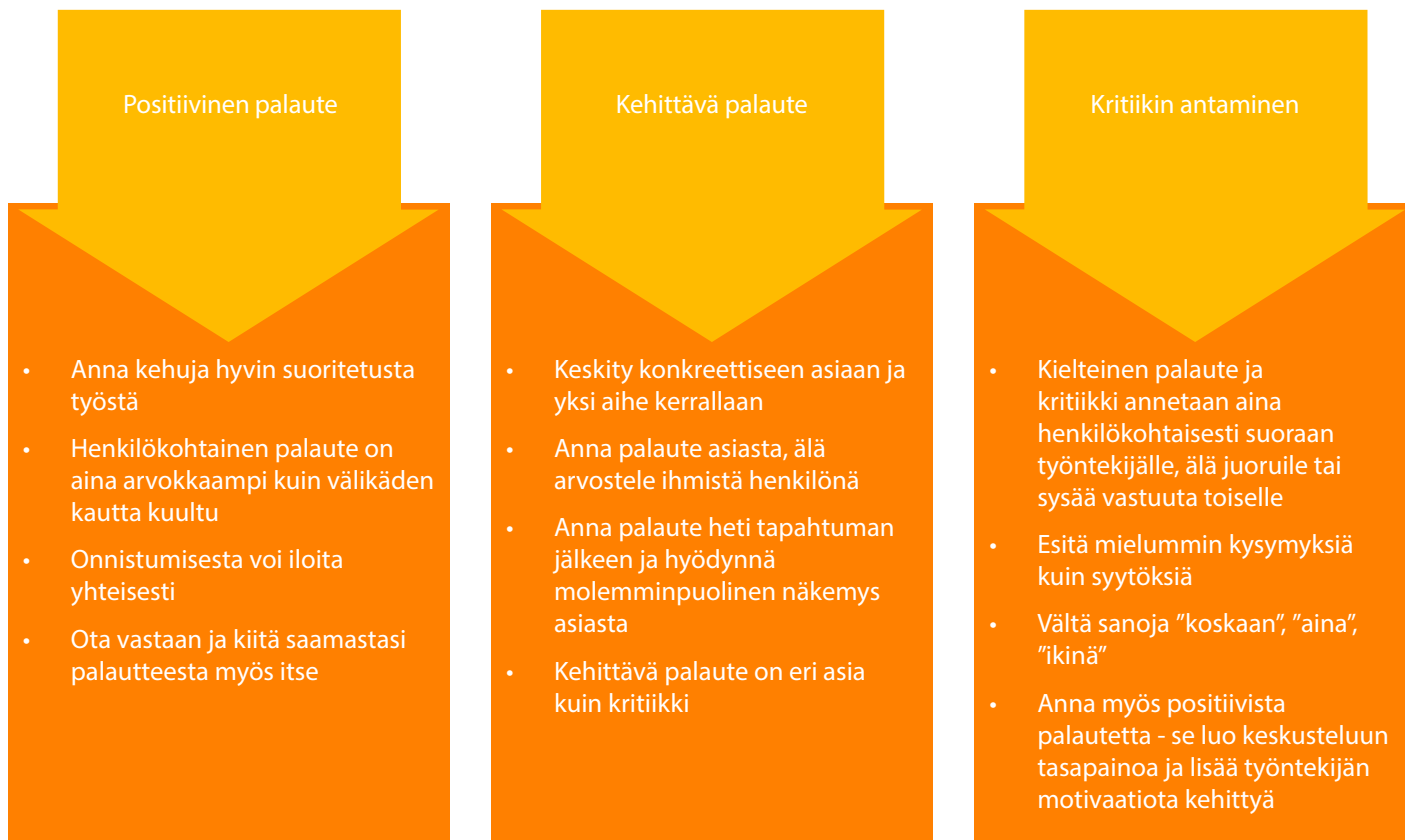 Positiivinen palaute
• Anna kehuja hyvin suoritetusta
työstä
• Henkilökohtainen palaute on
aina arvokkaampi kuin välikäden
kautta kuultu
• Onnistumisesta voi iloita
yhteisesti
• Ota vastaan ja kiitä saamastasi
palautteesta myös itse
Kehittävä palaute
• Keskity konkreettiseen asiaan ja
yksi aihe kerrallaan
• Anna palaute asiasta, älä
arvostele ihmistä henkilönä
• Anna palaute heti tapahtuman
jälkeen ja hyödynnä
molemminpuolinen näkemys
asiasta
• Kehittävä palaute on eri asia
kuin kritiikki
Kritiikin antaminen
• Kielteinen palaute ja
kritiikki annetaan aina
henkilökohtaisesti suoraan
työntekijälle, älä juoruile tai
sysää vastuuta toiselle
• Esitä mielummin kysymyksiä
kuin syytöksiä
• Vältä sanoja ”koskaan”, ”aina”,
”ikinä”
• Anna myös positiivista
palautetta - se luo keskusteluun
tasapainoa ja lisää työntekijän
motivaatiota kehittyä